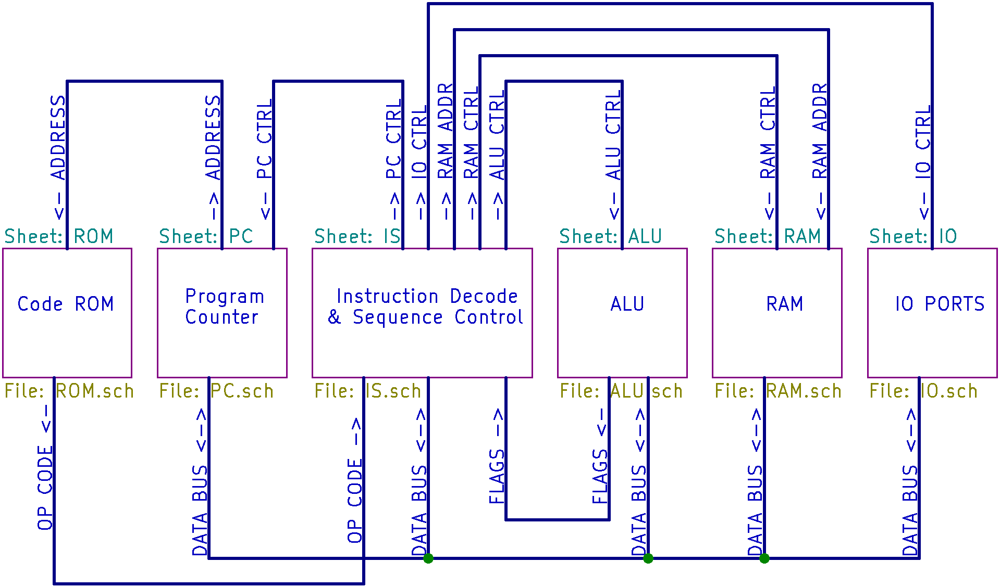 <- ADDRESS
-> ADDRESS
<- PC CTRL
-> PC CTRL
-> IO CTRL
-> RAM ADDR
-> RAM CTRL
-> ALU CTRL
<- ALU CTRL
<- RAM CTRL
<- RAM ADDR
<- IO CTRL
Sheet: ROM
Sheet: PC
Sheet: IS
Sheet: ALU
Sheet: RAM
Sheet: IO
Code ROM
Program
Counter
Instruction Decode
& Sequence Control
ALU
RAM
IO PORTS
File: ROM.sch
File: PC.sch
File: IS.sch
File: ALU.sch
File: RAM.sch
File: IO.sch
OP CODE <-
DATA BUS <->
OP CODE ->
DATA BUS <->
FLAGS ->
FLAGS <-
DATA BUS <->
DATA BUS <->
DATA BUS <->